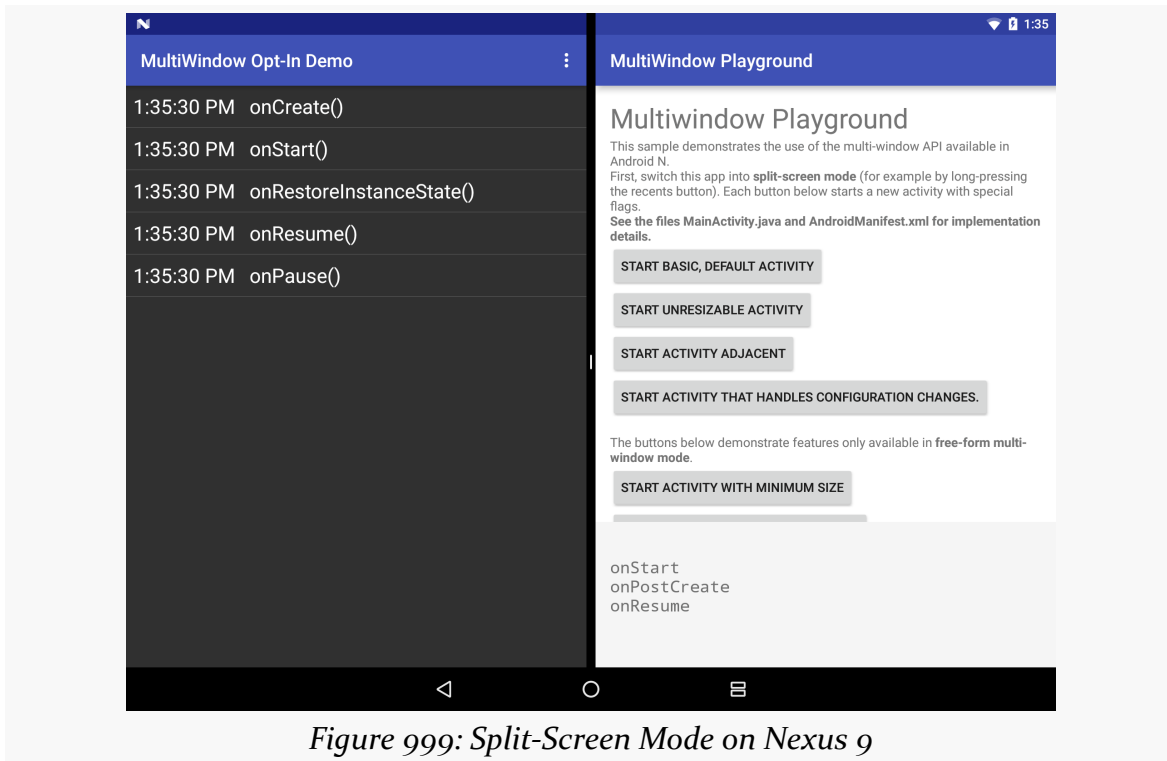 MultiWindow Opt-In Demo
1:35:30 PM onCreate()
1:35:30 PM onStart()
1:35:30 PM onRestoreInstanceState()
1:35:30 PM onResume()
1:35:30 PM onPause()
1:35
MultiWindow Playground
Multiwindow Playground
This sample demonstrates the use of the multi-window API available in
Android N.
First, switch this app into split-screen mode (for example by long-pressing
the recents button). Each button below starts a new activity with special
flags.
See the files MainActivity.java and AndroidManifest.xml for implementation
details.
START BASIC, DEFAULT ACTIVITY
START UNRESIZABLE ACTIVITY
START ACTIVITY ADJACENT
START ACTIVITY THAT HANDLES CONFIGURATION CHANGES.
The buttons below demonstrate features only available in free-form multi-
window mode.
START ACTIVITY WITH MINIMUM SIZE
onStart
onPostCreate
onResume
Figure 999: Split-Screen Mode on Nexus 9